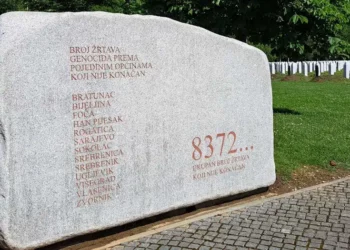 BROJ ŽRTAVA
GENOCIDA PREMA
POJEDINIM OPĆINAMA
KOJI NIJE KONAČAN
BRATUNAC
BIJELJINA
FOČA
HAN PIJESAK
ROGATICA
SARAJEVO
SOKOLAC
SREBRENICA
SREBRENIK
UGLJEVIK
VIŠEGRAD
VLASENICA
ZVORNIK
8372...
UKUPAN BROJ ŽRTAVA
KOJI NIJE KONAČAN